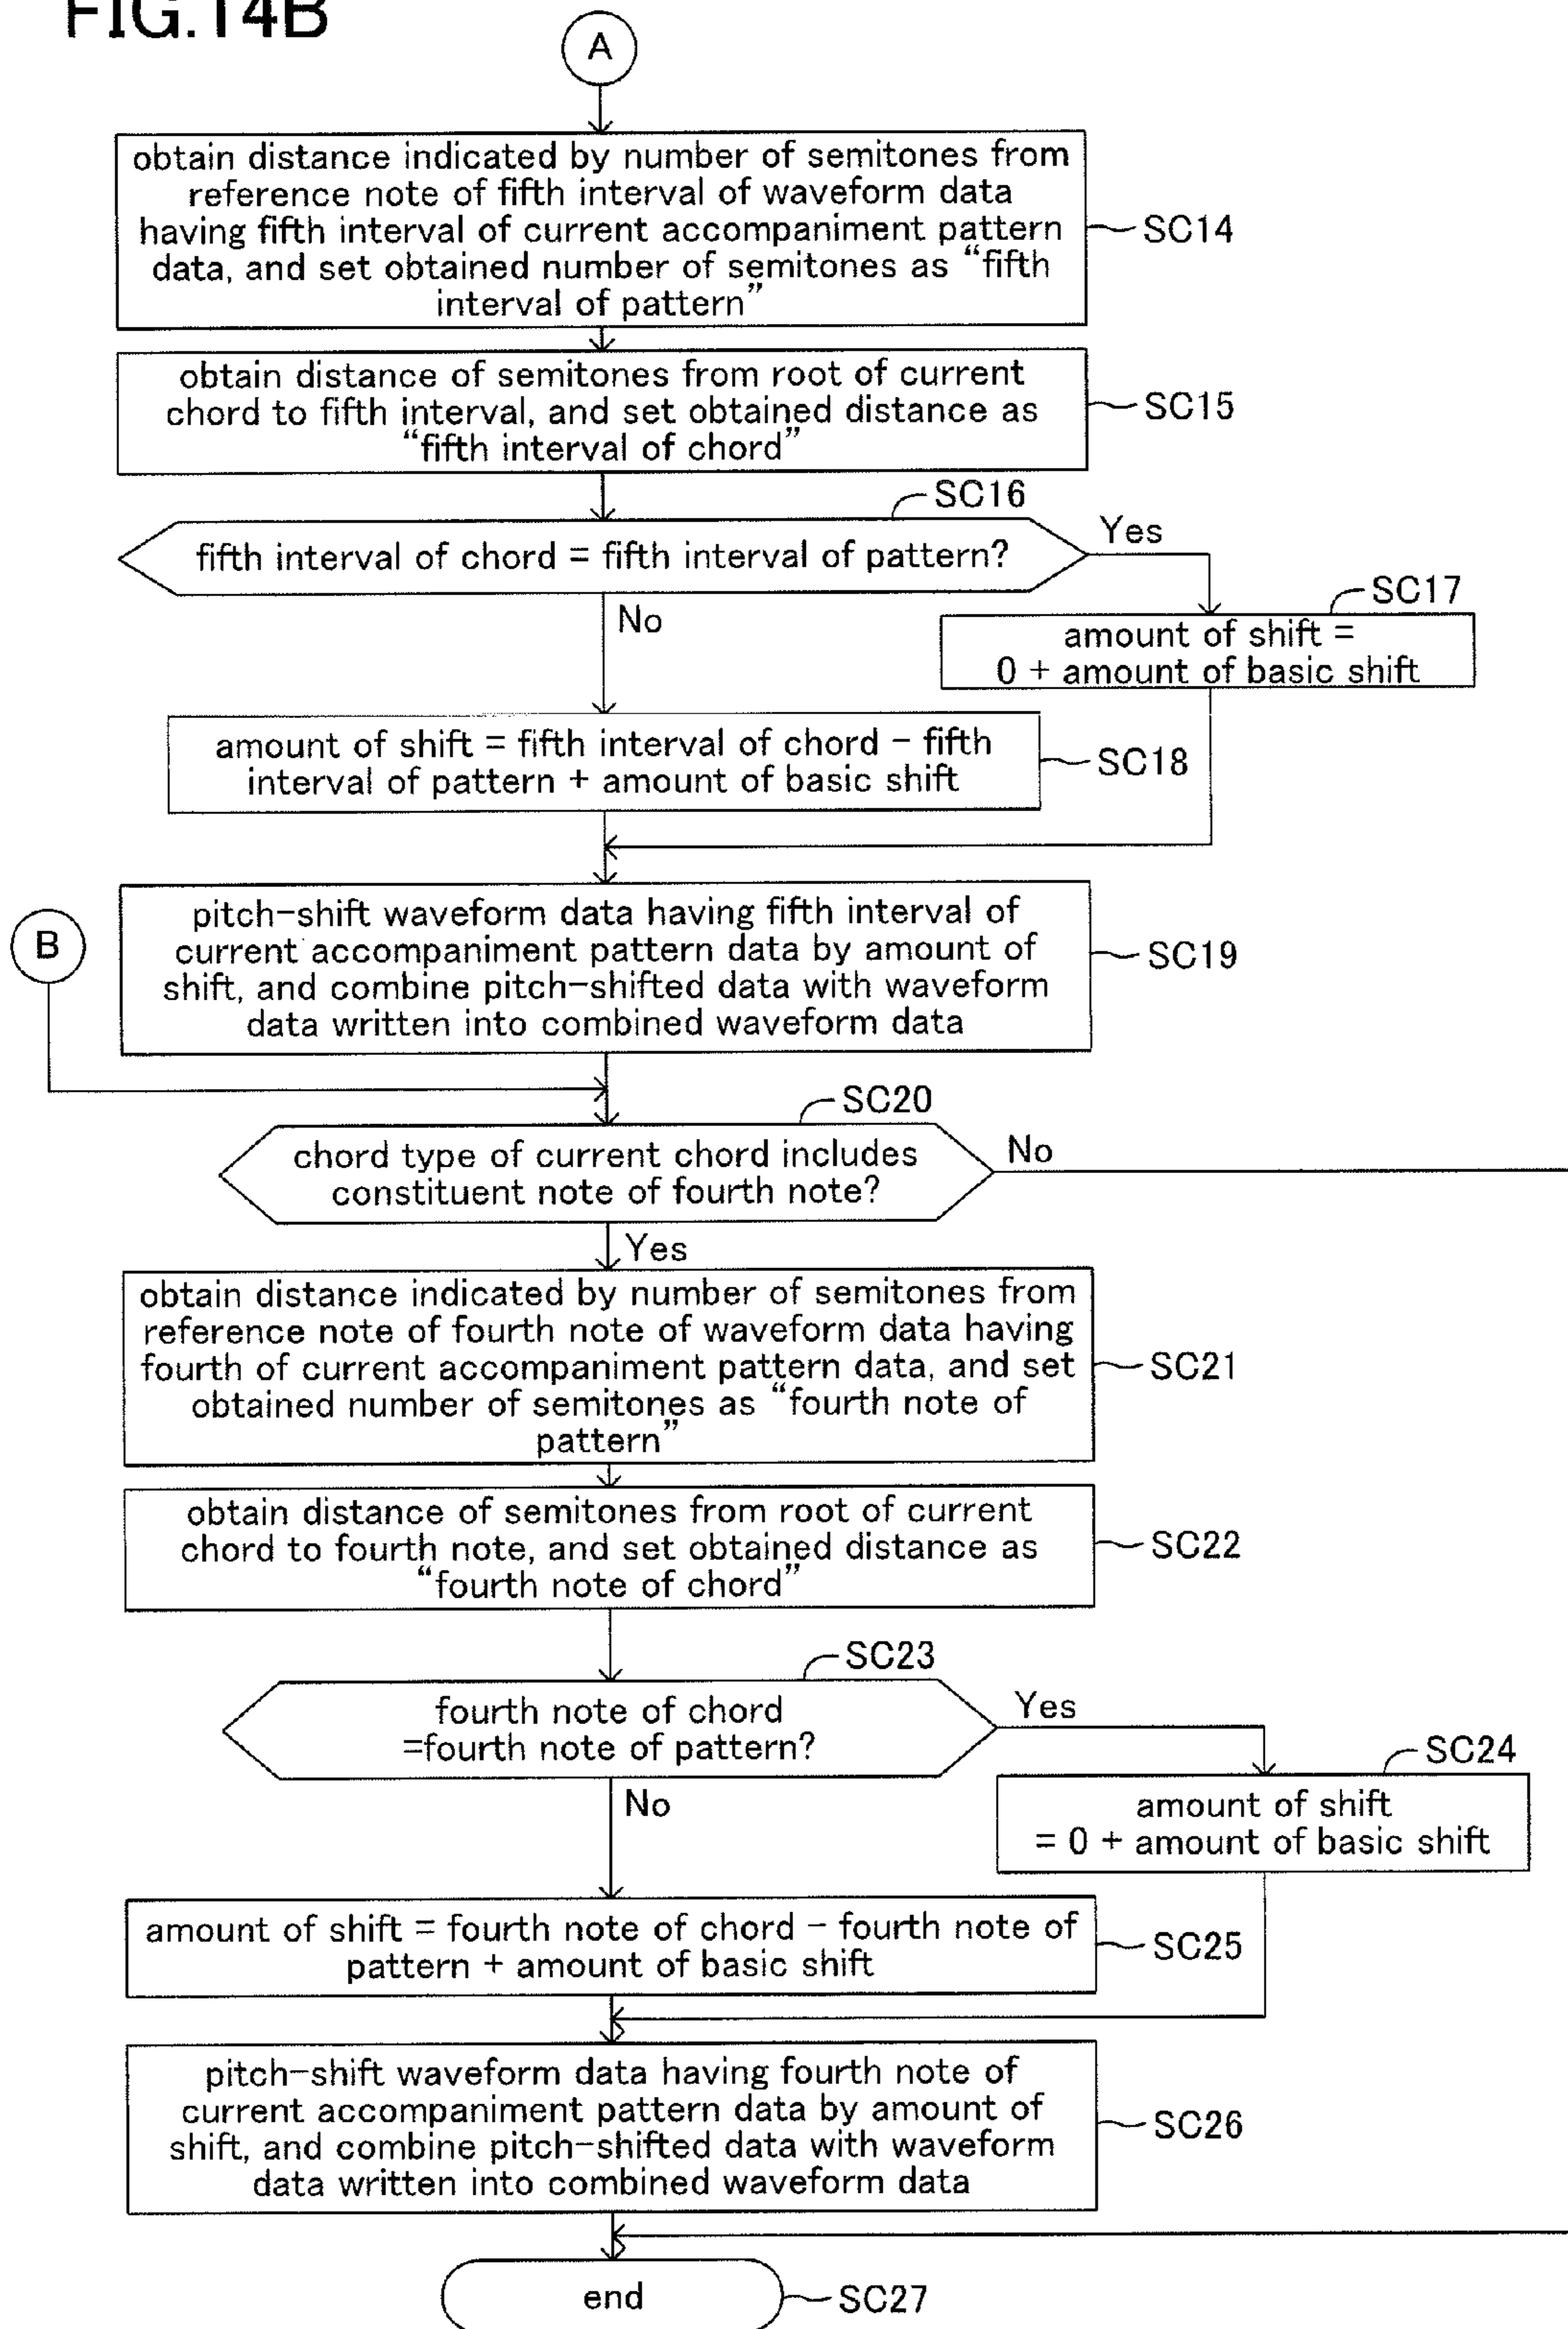 FIG.14B
A
obtain distance indicated by number of semitones from
reference note of fifth interval of waveform data
having fifth interval of current accompaniment pattern
data, and set obtained number of semitones as “fifth
interval of pattern”
SC14
obtain distance of semitones from root of current
chord to fifth interval, and set obtained distance as
“fifth interval of chord”
SC15
SC16
fifth interval of chord = fifth interval of pattern?
Yes
No
SC17
amount of shift =
0 + amount of basic shift
amount of shift = fifth interval of chord - fifth
interval of pattern + amount of basic shift
SC18
B
pitch-shift waveform data having fifth interval of
current accompaniment pattern data by amount of
shift, and combine pitch-shifted data with waveform
data written into combined waveform data
SC19
SC20
chord type of current chord includes
constituent note of fourth note?
No
Yes
obtain distance indicated by number of semitones from
reference note of fourth note of waveform data having
fourth of current accompaniment pattern data, and set
obtained number of semitones as “fourth note of
pattern”
SC21
obtain distance of semitones from root of current
chord to fourth note, and set obtained distance as
“fourth note of chord”
SC22
SC23
fourth note of chord
=fourth note of pattern?
Yes
No
SC24
amount of shift
= 0 + amount of basic shift
amount of shift = fourth note of chord - fourth note of
pattern + amount of basic shift
SC25
pitch-shift waveform data having fourth note of
current accompaniment pattern data by amount of
shift, and combine pitch-shifted data with waveform
data written into combined waveform data
SC26
end
SC27